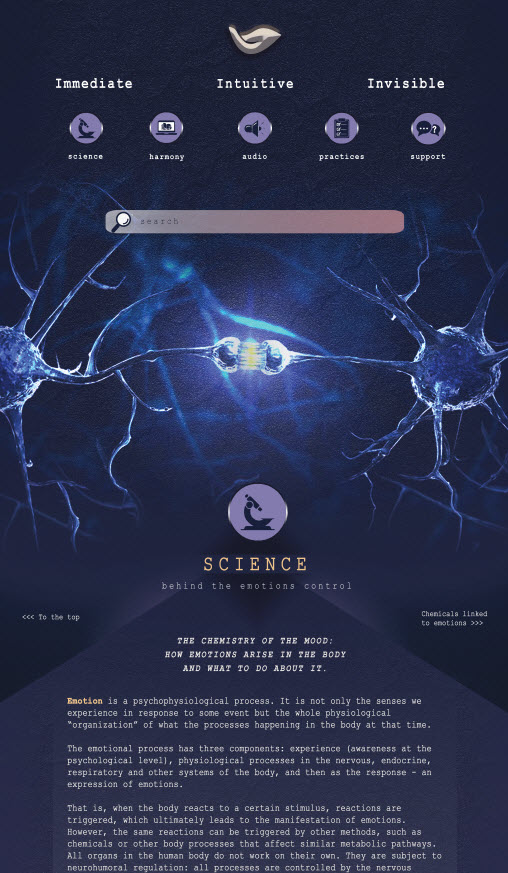 Immediate Intuitive Invisible
science harmony audio practices support
search
SCIENCE
behind the emotions control
<<< To the top
Chemicals linked
to emotions >>>
THE CHEMISTRY OF THE MOOD:
HOW EMOTIONS ARISE IN THE BODY
AND WHAT TO DO ABOUT IT.
Emotion is a psychophysiological process. It is not only the senses we
experience in response to some event but the whole physiological
"organization" of what the processes happening in the body at that time.
The emotional process has three components: experience (awareness at the
psychological level), physiological processes in the nervous, endocrine,
respiratory and other systems of the body, and then as the response - an
expression of emotions.
That is, when the body reacts to a certain stimulus, reactions are
triggered, which ultimately leads to the manifestation of emotions.
However, the same reactions can be triggered by other methods, such as
chemicals or other body processes that affect similar metabolic pathways.
All organs in the human body do not work on their own. They are subject to
neurohumoral regulation: all processes are controlled by the nervous